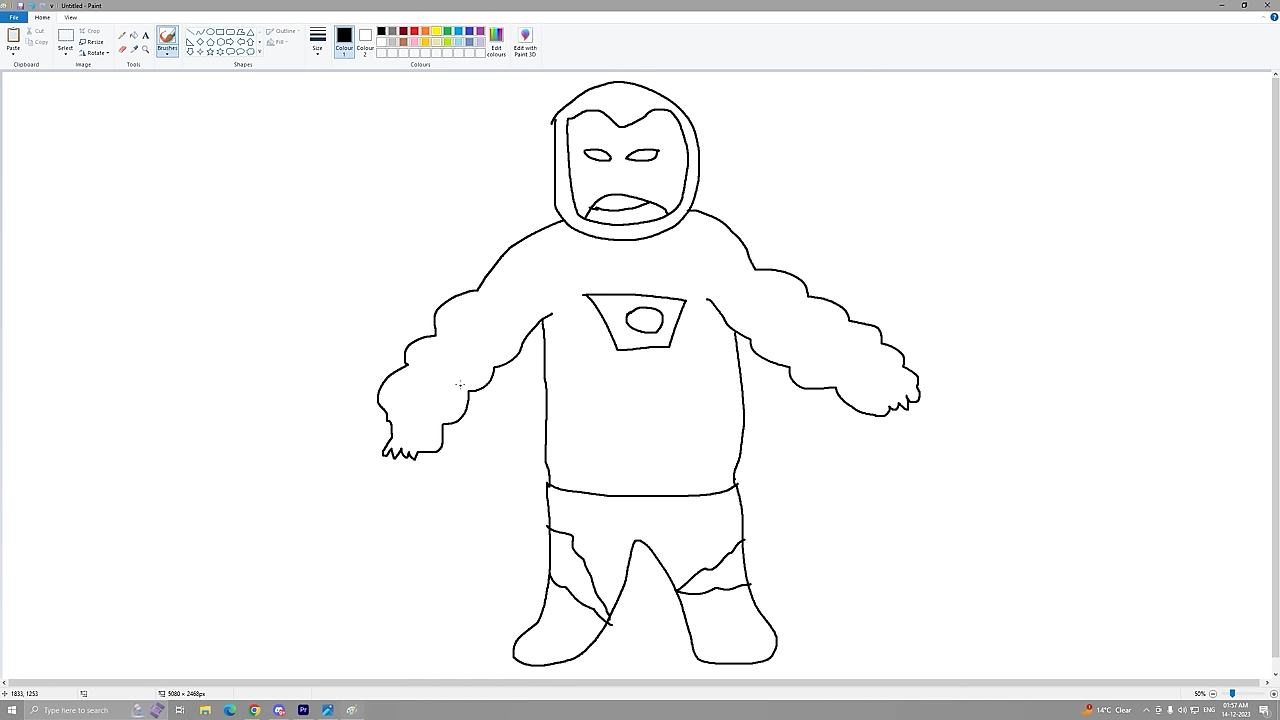 Untitled - Paint
File Home View
Paste
Cut
Copy
Clipboard
Select
Crop
Resize
Rotate
Image
Tools
Brushes
Shapes
Outline
Fill
Size
Colour 1
Colour 2
Edit colours
Edit with Paint 3D
Colours
1833, 1253
5080 × 2468px
50%
Type here to search
Pr
14°C Clear
ENG
01:57 AM
14-12-2023